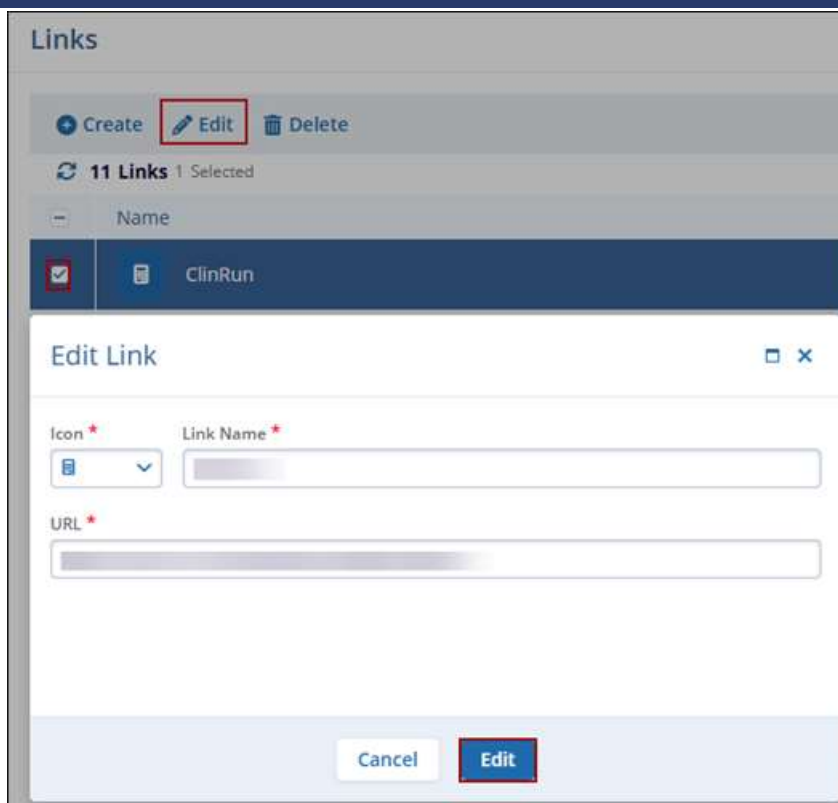 Links
Create Edit Delete
11 Links 1 Selected
Name
ClinRun
Edit Link
Icon * Link Name *
URL *
Cancel Edit